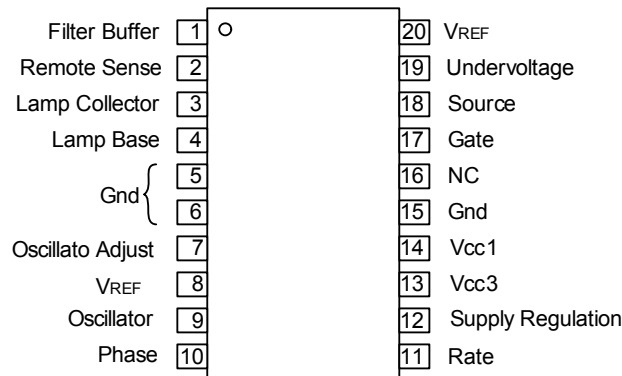 Filter Buffer 1 20 VREF
Remote Sense 2 19 Undervoltage
Lamp Collector 3 18 Source
Lamp Base 4 17 Gate
5 16 NC
Gnd
6 15 Gnd
Oscillato Adjust 7 14 Vcc1
VREF 8 13 Vcc3
Oscillator 9 12 Supply Regulation
Phase 10 11 Rate